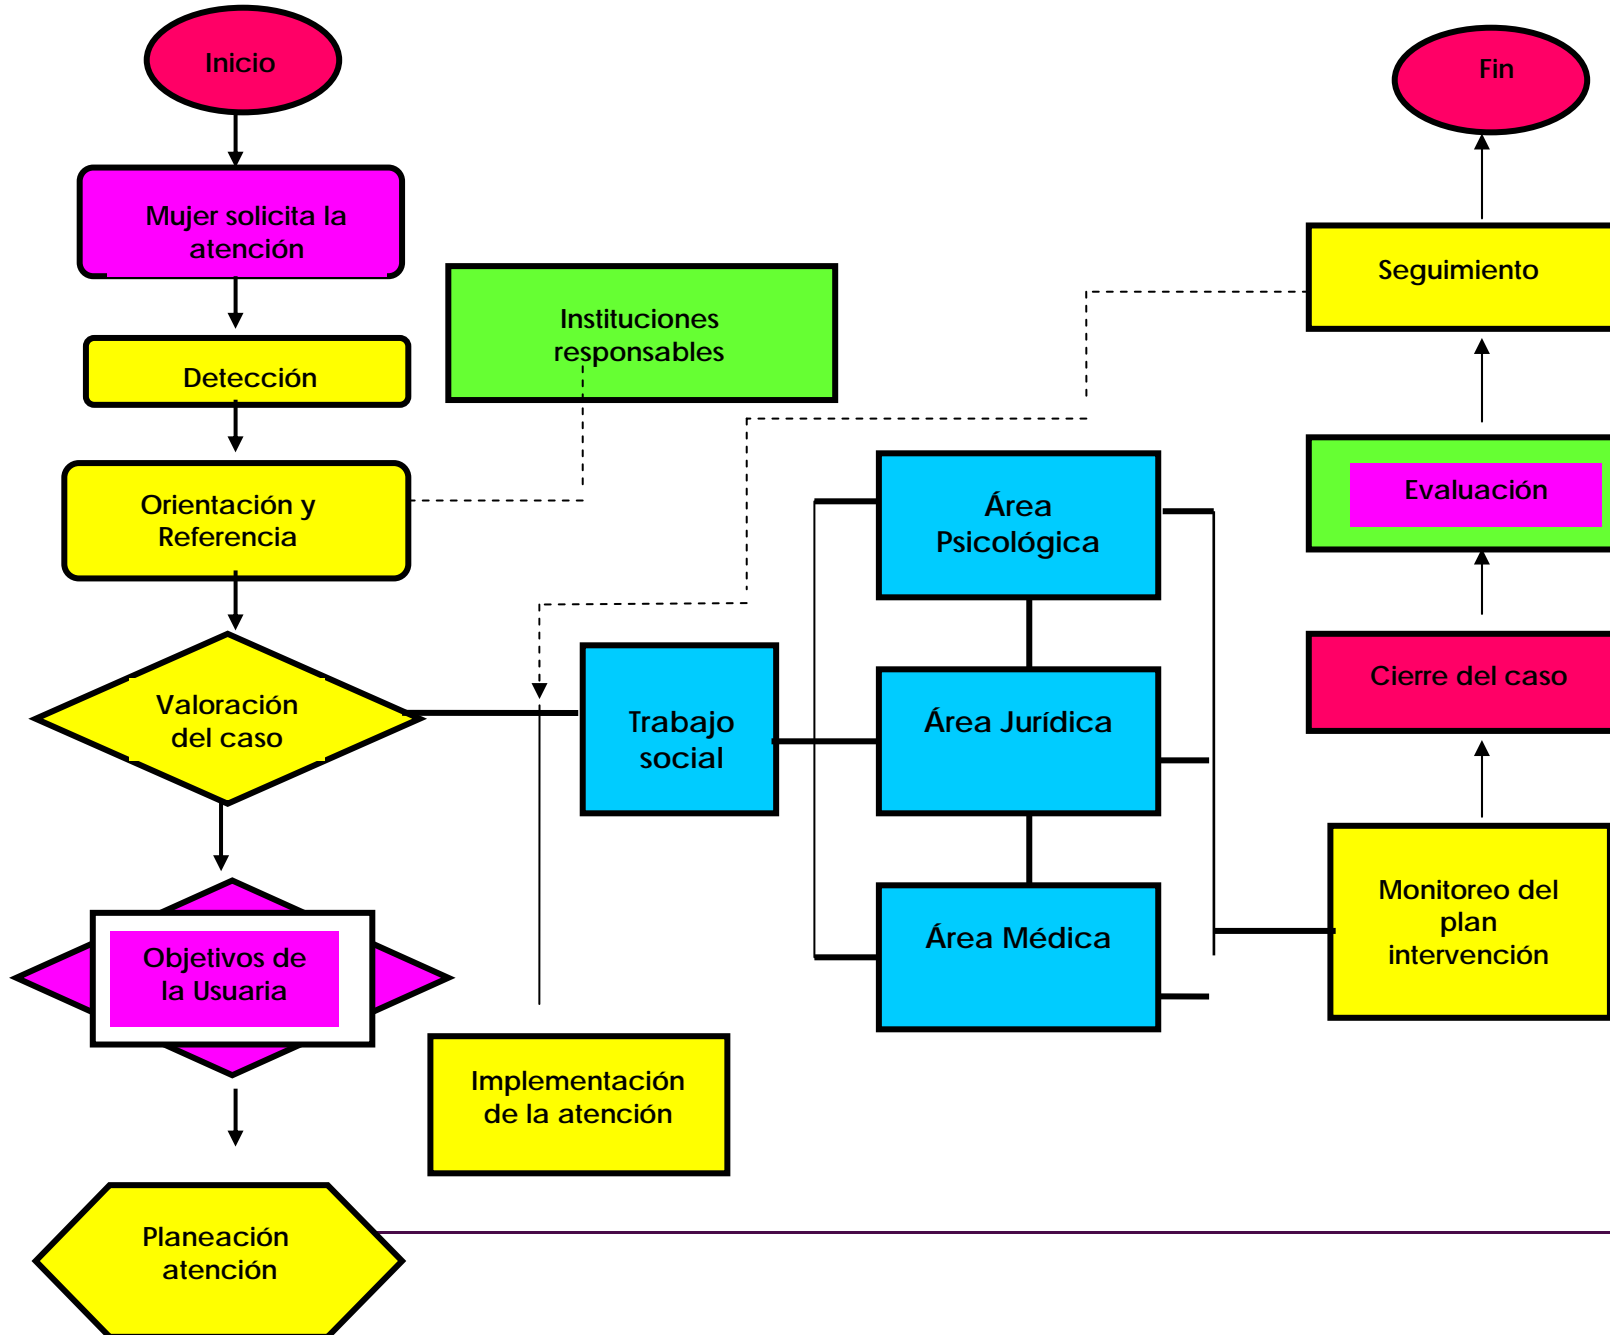 Inicio
Mujer solicita la
atención
Detección
Orientación y
Referencia
Valoración
del caso
Objetivos de
la Usuaria
Planeación
atención
Instituciones
responsables
Implementación
de la atención
Trabajo
social
Área
Psicológica
Área Jurídica
Área Médica
Monitoreo del
plan
intervención
Cierre del caso
Evaluación
Seguimiento
Fin